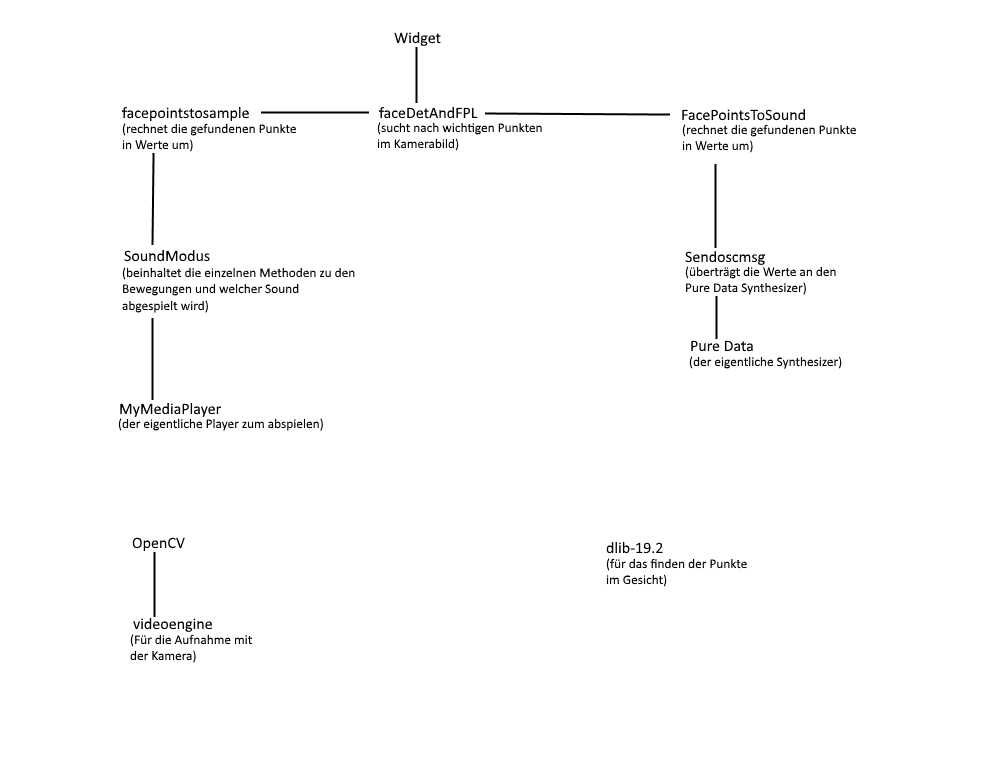 Widget
facepointstosample
(rechnet die gefundenen Punkte
in Werte um)
faceDetAndFPL
(sucht nach wichtigen Punkten
im Kamerabild)
FacePointsToSound
(rechnet die gefundenen Punkte
in Werte um)
SoundModus
(beinhaltet die einzelnen Methoden zu den
Bewegungen und welcher Sound
abgespielt wird)
Sendoscmsg
(überträgt die Werte an den
Pure Data Synthesizer)
Pure Data
(der eigentliche Synthesizer)
MyMediaPlayer
(der eigentliche Player zum abspielen)
OpenCV
videoengine
(Für die Aufnahme mit
der Kamera)
dlib-19.2
(für das finden der Punkte
im Gesicht)